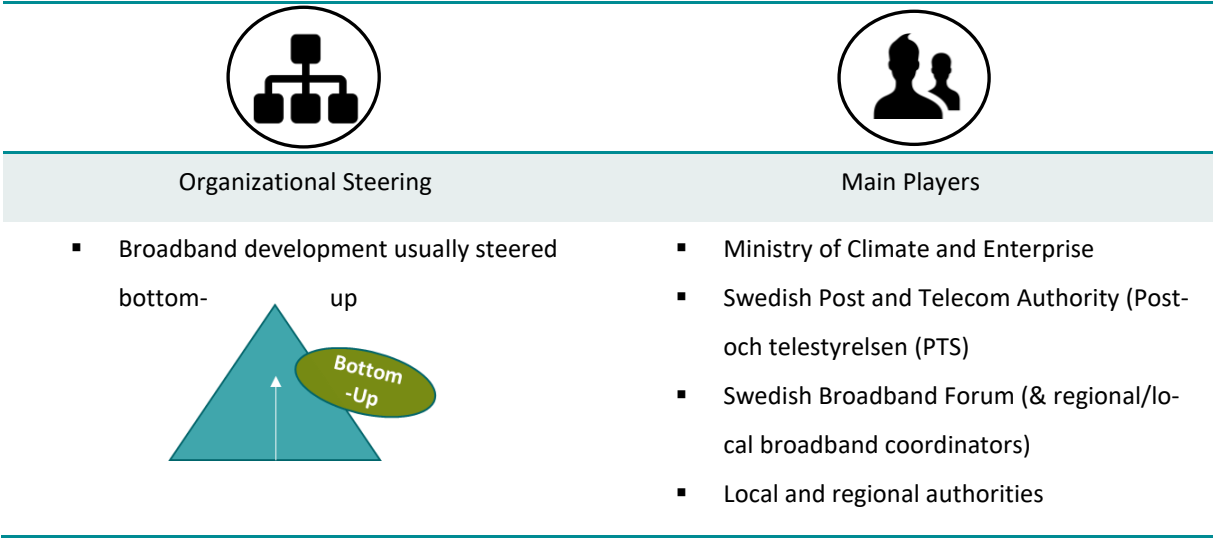 Organizational Steering
Main Players
▪ Broadband development usually steered
bottom- up
Bottom
-Up
▪ Ministry of Climate and Enterprise
▪ Swedish Post and Telecom Authority (Post-
och telestyrelsen (PTS)
▪ Swedish Broadband Forum (& regional/lo-
cal broadband coordinators)
▪ Local and regional authorities